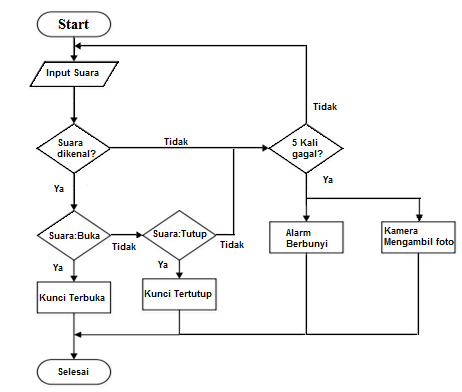 Start
Input Suara
Tidak
Suara
dikenal?
Tidak
5 Kali
gagal?
Ya
Ya
Suara:Buka
Tidak
Suara:Tutup
Tidak
Alarm
Berbunyi
Kamera
Mengambil foto
Ya
Ya
Kunci Terbuka
Kunci Tertutup
Selesai